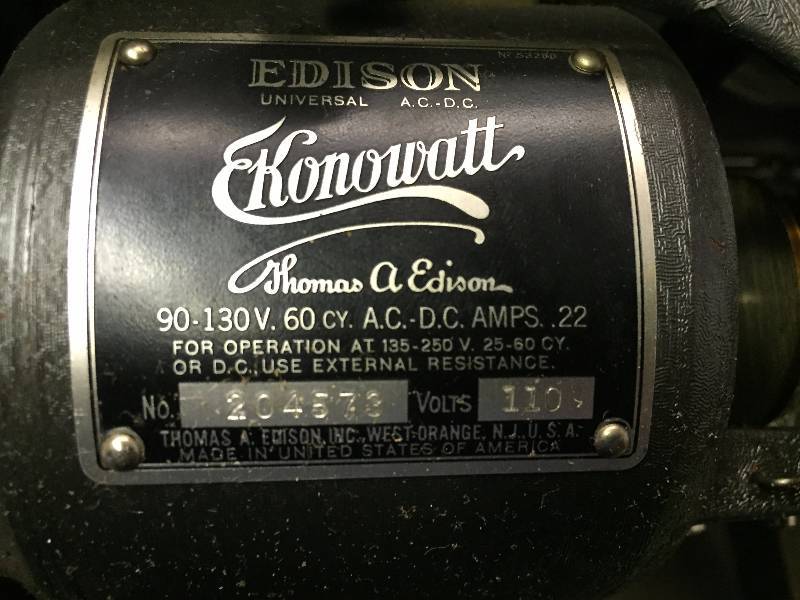 EDISON
UNIVERSAL A.C.-D.C.
Ekonowatt
Thomas A Edison
90-130 V. 60 CY. A.C.-D.C. AMPS. .22
FOR OPERATION AT 135-250 V. 25-60 CY.
OR D.C., USE EXTERNAL RESISTANCE.
No. 204573 VOLTS 110
THOMAS A. EDISON, INC., WEST ORANGE, N.J. U.S.A.
MADE IN UNITED STATES OF AMERICA